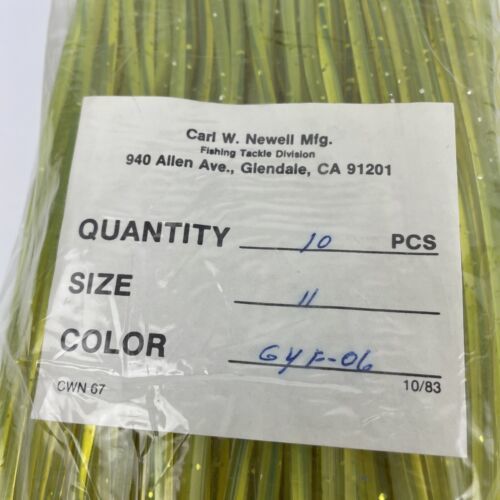 Carl W. Newell Mfg.
Fishing Tackle Division
940 Allen Ave., Glendale, CA 91201
QUANTITY 10 PCS
SIZE 11
COLOR GYF-06
CWN 67 10/83